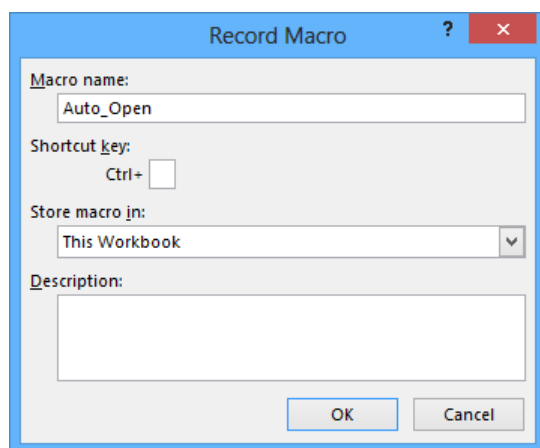 Record Macro
?
Macro name:
Auto_Open
Shortcut key:
Ctrl+
Store macro in:
This Workbook
Description:
OK Cancel